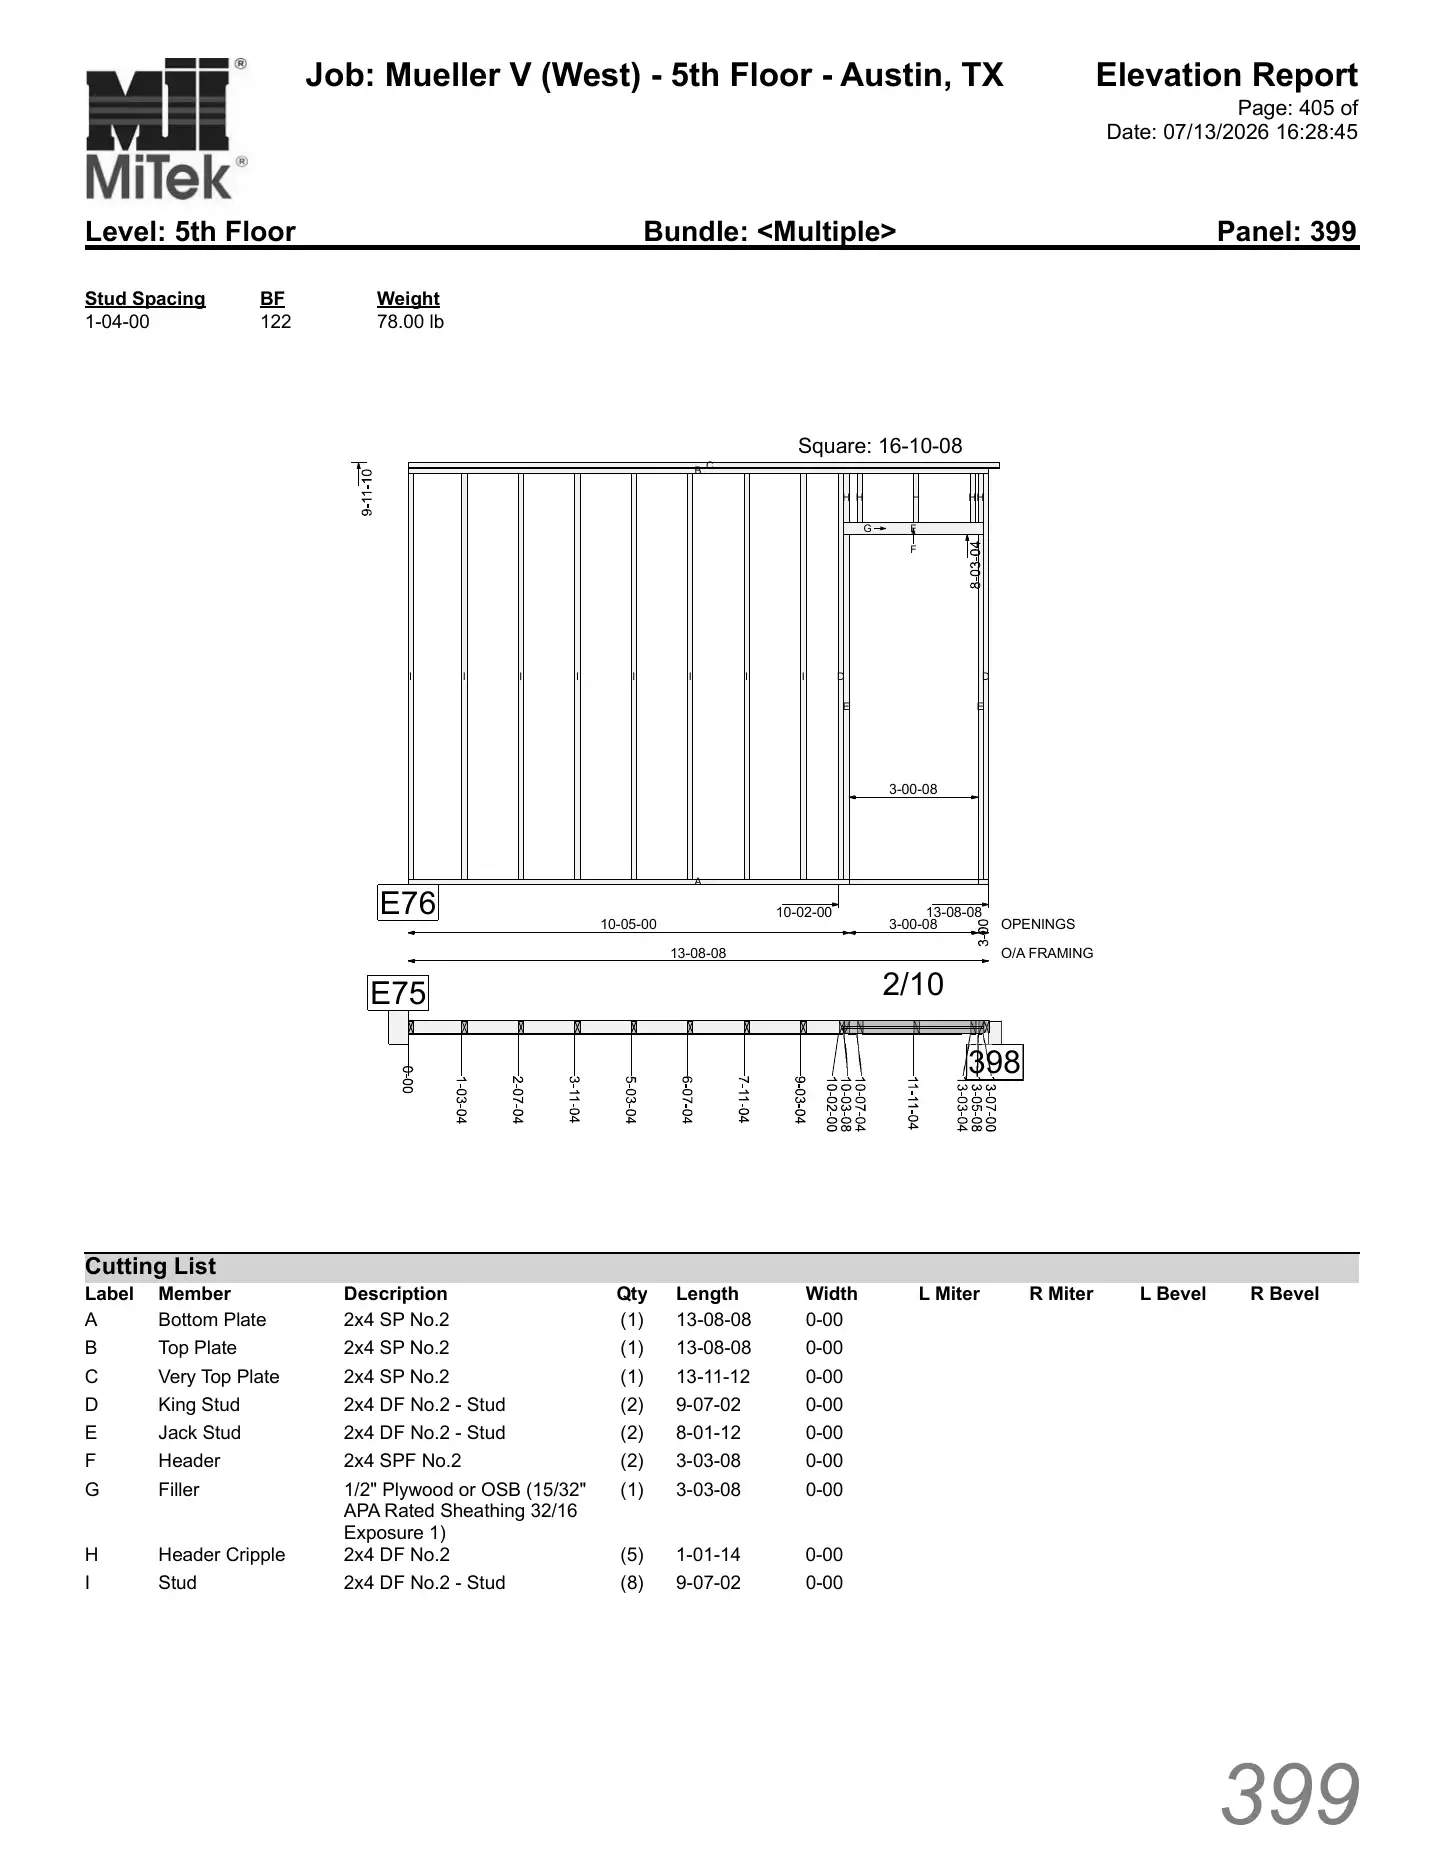 Job: Mueller V (West) - 5th Floor - Austin, TX
Elevation Report
Page: 405 of
Date: 07/13/2026 16:28:45
MiTek®
Level: 5th Floor Bundle: <Multiple> Panel: 399
Stud Spacing BF Weight
1-04-00 122 78.00 lb
Square: 16-10-08
9-11-10
C
B
H H I H H
G F
F
8-03-04
I I I I I I I I D D
E E
3-00-08
A
E76
10-02-00 13-08-08
10-05-00 3-00-08 3-00 OPENINGS
13-08-08 O/A FRAMING
2/10
E75
398
0-00
1-03-04
2-07-04
3-11-04
5-03-04
6-07-04
7-11-04
9-03-04
10-02-00
10-03-08
10-07-04
11-11-04
3-03-04
3-05-08
3-07-00
Cutting List
Label Member Description Qty Length Width L Miter R Miter L Bevel R Bevel
A Bottom Plate 2x4 SP No.2 (1) 13-08-08 0-00
B Top Plate 2x4 SP No.2 (1) 13-08-08 0-00
C Very Top Plate 2x4 SP No.2 (1) 13-11-12 0-00
D King Stud 2x4 DF No.2 - Stud (2) 9-07-02 0-00
E Jack Stud 2x4 DF No.2 - Stud (2) 8-01-12 0-00
F Header 2x4 SPF No.2 (2) 3-03-08 0-00
G Filler 1/2" Plywood or OSB (15/32" (1) 3-03-08 0-00
APA Rated Sheathing 32/16
Exposure 1)
H Header Cripple 2x4 DF No.2 (5) 1-01-14 0-00
I Stud 2x4 DF No.2 - Stud (8) 9-07-02 0-00
399